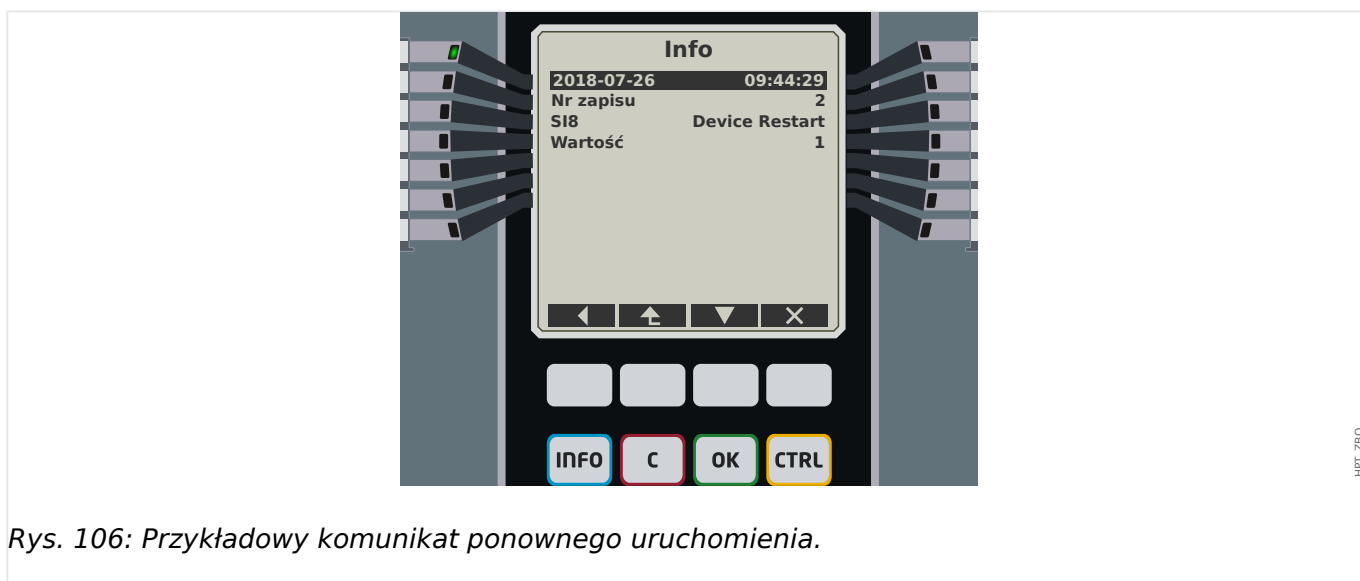 Info
2018-07-26 09:44:29
Nr zapisu 2
SI8 Device Restart
Wartość 1
INFO C OK CTRL
HPT_ZBO
Rys. 106: Przykładowy komunikat ponownego uruchomienia.